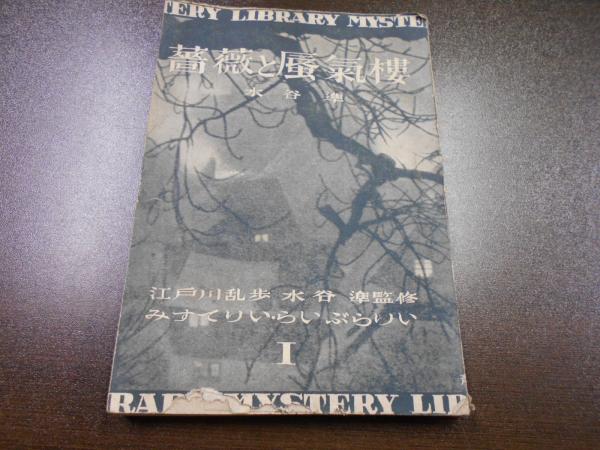 ERY LIBRARY MYSTE
薔薇と蜃氣樓
水谷準
江戸川乱歩 水谷 準監修
みすてりい・らいぶらりい
I
RAR MYSTERY LIB